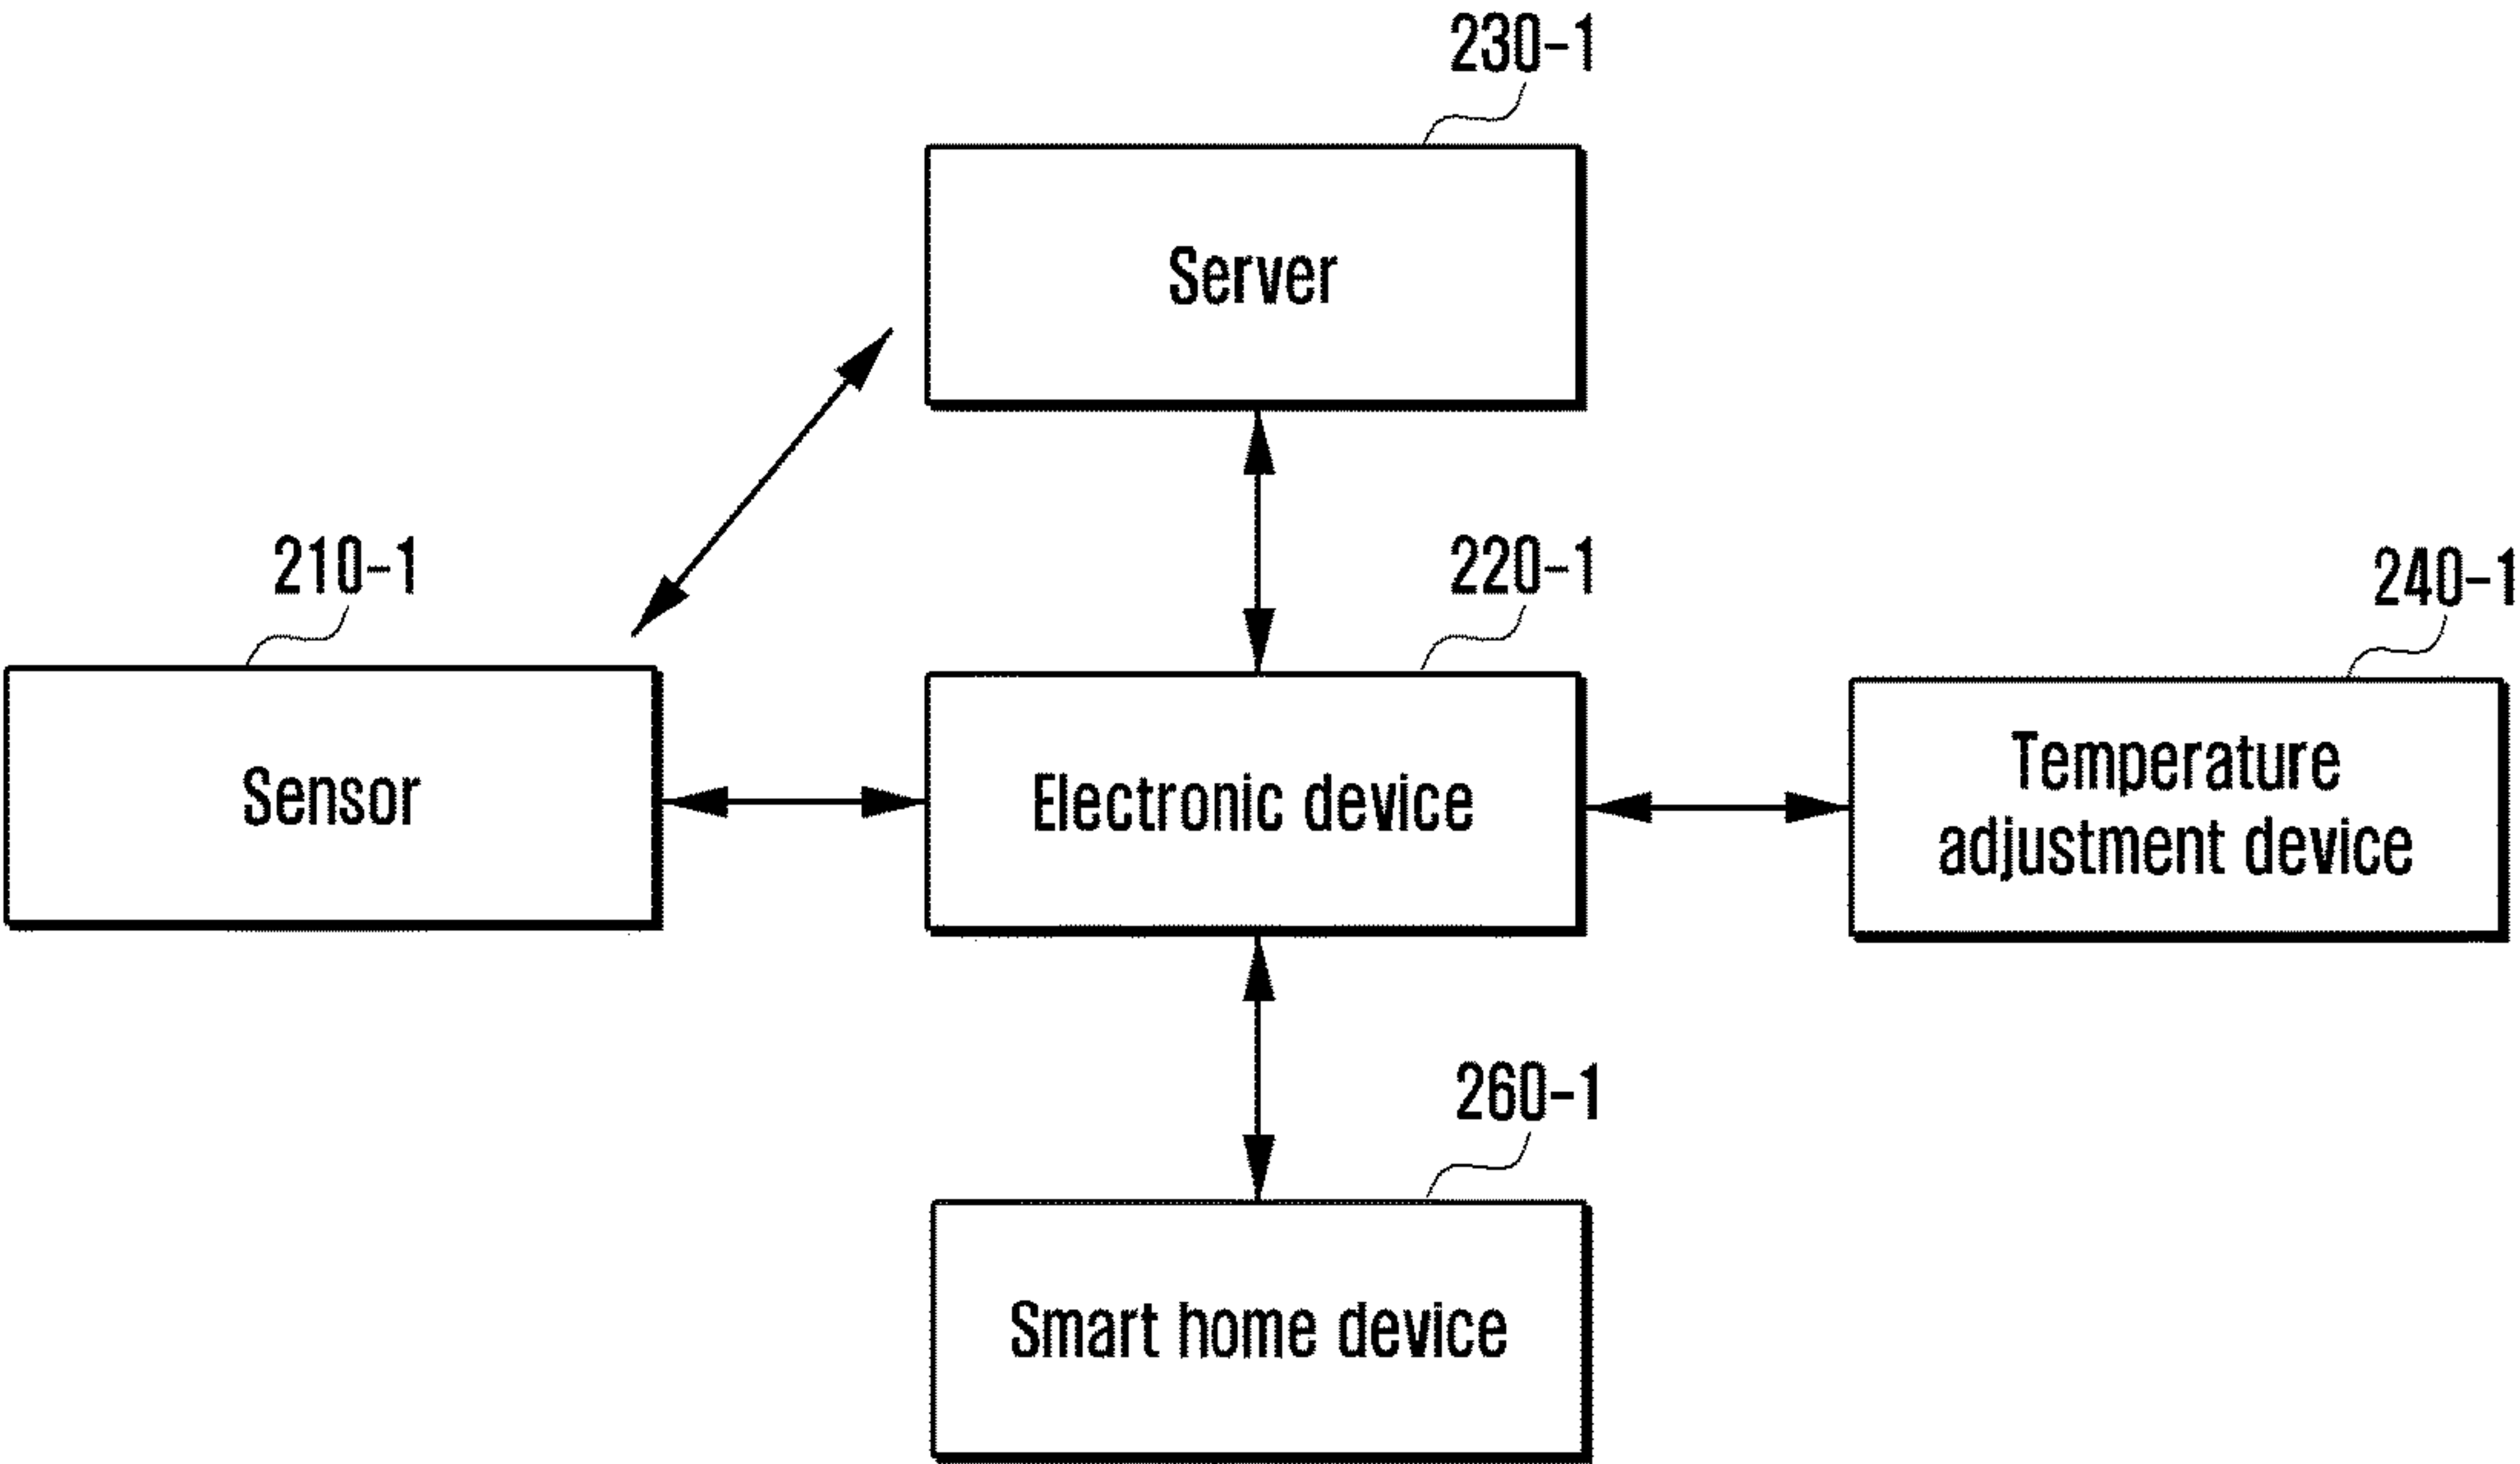 230-1
Server
210-1
220-1
240-1
Sensor
Electronic device
Temperature
adjustment device
260-1
Smart home device